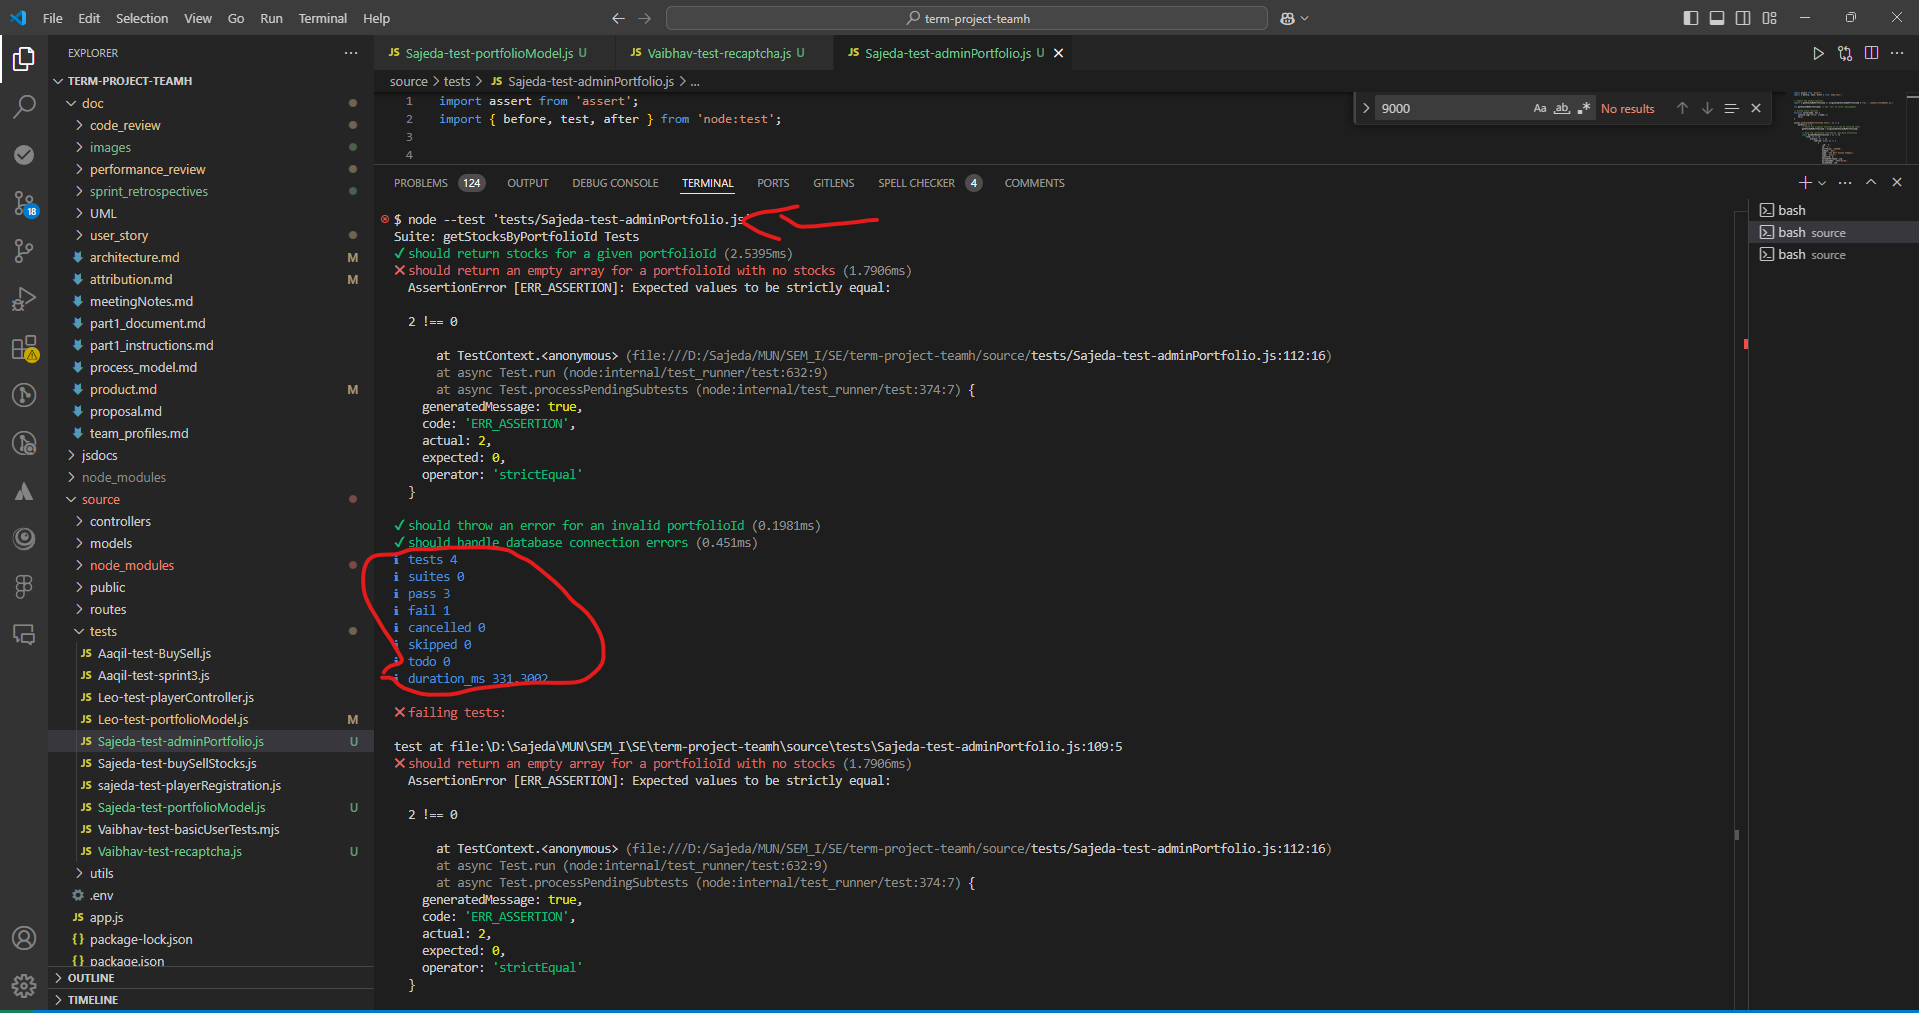 File Edit Selection View Go Run Terminal Help
term-project-teamh
EXPLORER
TERM-PROJECT-TEAMH
doc
code_review
images
performance_review
sprint_retrospectives
UML
user_story
architecture.md M
attribution.md M
meetingNotes.md
part1_document.md
part1_instructions.md
process_model.md
product.md M
proposal.md
team_profiles.md
jsdocs
node_modules
source
controllers
models
node_modules
public
routes
tests
JS Aaqil-test-BuySell.js
JS Aaqil-test-sprint3.js
JS Leo-test-playerController.js
JS Leo-test-portfolioModel.js M
JS Sajeda-test-adminPortfolio.js U
JS Sajeda-test-buySellStocks.js
JS sajeda-test-playerRegistration.js
JS Sajeda-test-portfolioModel.js U
JS Vaibhav-test-basicUserTests.mjs
JS Vaibhav-test-recaptcha.js U
utils
.env
JS app.js
{} package-lock.json
{} package.json
OUTLINE
TIMELINE
18
JS Sajeda-test-portfolioModel.js U
JS Vaibhav-test-recaptcha.js U
JS Sajeda-test-adminPortfolio.js U
source > tests > JS Sajeda-test-adminPortfolio.js > ...
1 import assert from 'assert';
2 import { before, test, after } from 'node:test';
3
4
9000 Aa ab No results
PROBLEMS 124 OUTPUT DEBUG CONSOLE TERMINAL PORTS GITLENS SPELL CHECKER 4 COMMENTS
$ node --test 'tests/Sajeda-test-adminPortfolio.js'
Suite: getStocksByPortfolioId Tests
✓ should return stocks for a given portfolioId (2.5395ms)
✗ should return an empty array for a portfolioId with no stocks (1.7906ms)
AssertionError [ERR_ASSERTION]: Expected values to be strictly equal:
2 !== 0
at TestContext.<anonymous> (file:///D:/Sajeda/MUN/SEM_I/SE/term-project-teamh/source/tests/Sajeda-test-adminPortfolio.js:112:16)
at async Test.run (node:internal/test_runner/test:632:9)
at async Test.processPendingSubtests (node:internal/test_runner/test:374:7) {
generatedMessage: true,
code: 'ERR_ASSERTION',
actual: 2,
expected: 0,
operator: 'strictEqual'
}
✓ should throw an error for an invalid portfolioId (0.1981ms)
✓ should handle database connection errors (0.451ms)
ℹ tests 4
ℹ suites 0
ℹ pass 3
ℹ fail 1
ℹ cancelled 0
ℹ skipped 0
ℹ todo 0
ℹ duration_ms 331.3002
✗ failing tests:
test at file:\D:\Sajeda\MUN\SEM_I\SE\term-project-teamh\source\tests\Sajeda-test-adminPortfolio.js:109:5
✗ should return an empty array for a portfolioId with no stocks (1.7906ms)
AssertionError [ERR_ASSERTION]: Expected values to be strictly equal:
2 !== 0
at TestContext.<anonymous> (file:///D:/Sajeda/MUN/SEM_I/SE/term-project-teamh/source/tests/Sajeda-test-adminPortfolio.js:112:16)
at async Test.run (node:internal/test_runner/test:632:9)
at async Test.processPendingSubtests (node:internal/test_runner/test:374:7) {
generatedMessage: true,
code: 'ERR_ASSERTION',
actual: 2,
expected: 0,
operator: 'strictEqual'
}
bash
bash source
bash source